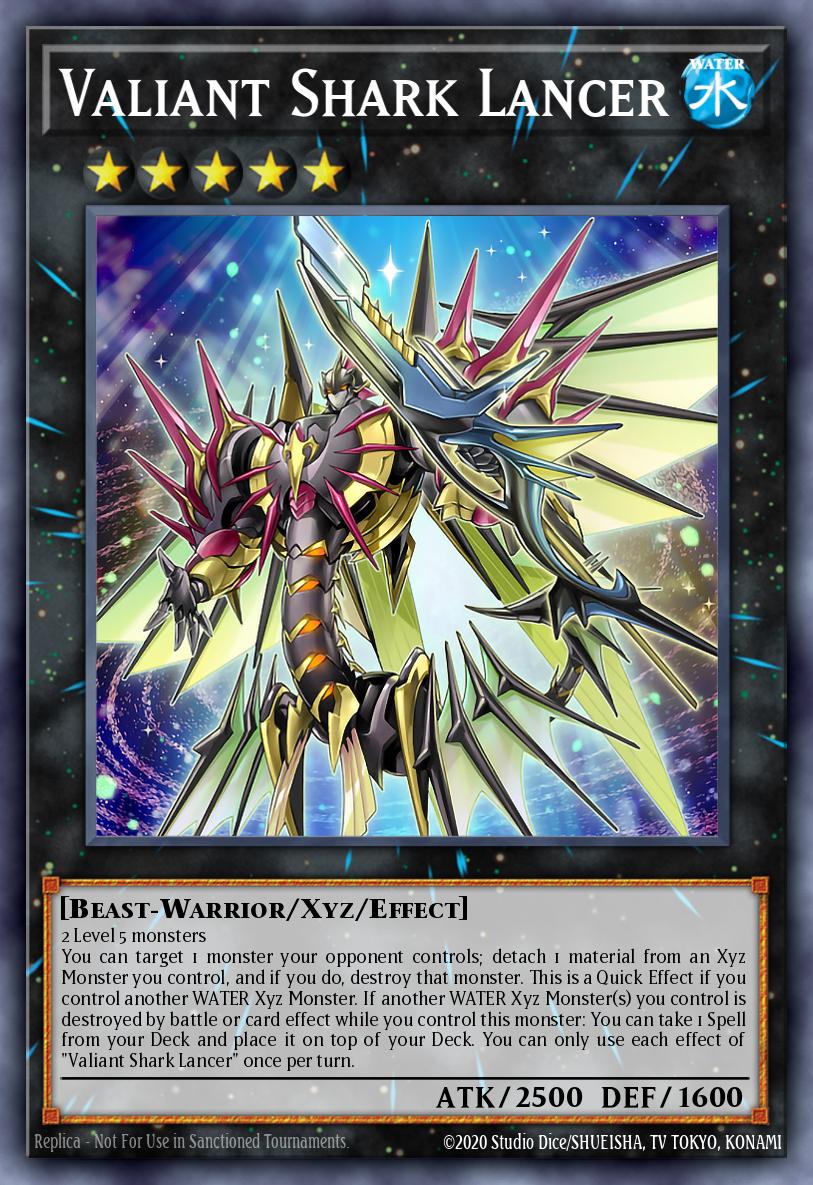 Valiant Shark Lancer
WATER
水
[Beast-Warrior/Xyz/Effect]
2 Level 5 monsters
You can target 1 monster your opponent controls; detach 1 material from an Xyz
Monster you control, and if you do, destroy that monster. This is a Quick Effect if you
control another WATER Xyz Monster. If another WATER Xyz Monster(s) you control is
destroyed by battle or card effect while you control this monster: You can take 1 Spell
from your Deck and place it on top of your Deck. You can only use each effect of
"Valiant Shark Lancer" once per turn.
ATK/2500 DEF/1600
Replica - Not For Use in Sanctioned Tournaments.
©2020 Studio Dice/SHUEISHA, TV TOKYO, KONAMI